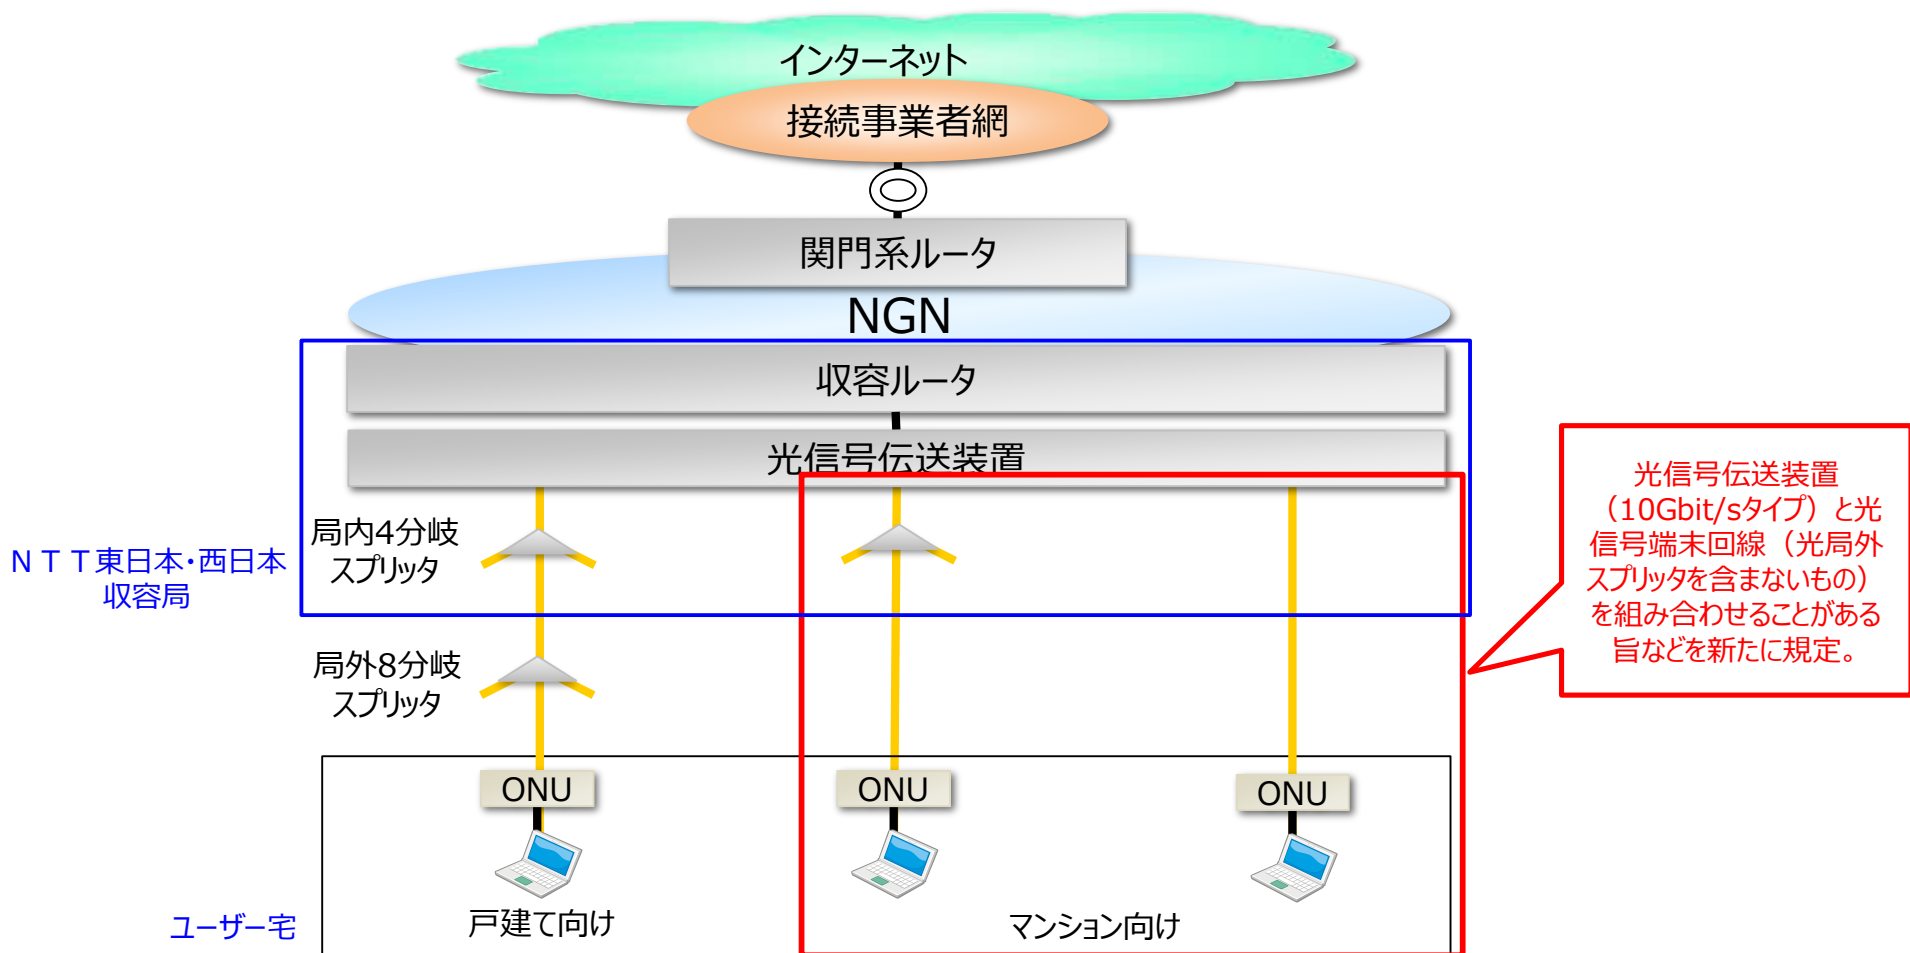 インターネット
接続事業者網
関門系ルータ
NGN
収容ルータ
光信号伝送装置
局内4分岐
スプリッタ
NTT東日本・西日本
収容局
局外8分岐
スプリッタ
光信号伝送装置
（10Gbit/sタイプ）と光
信号端末回線（光局外
スプリッタを含まないもの）
を組み合わせることがある
旨などを新たに規定。
ONU
ONU
ONU
ユーザー宅
戸建て向け
マンション向け